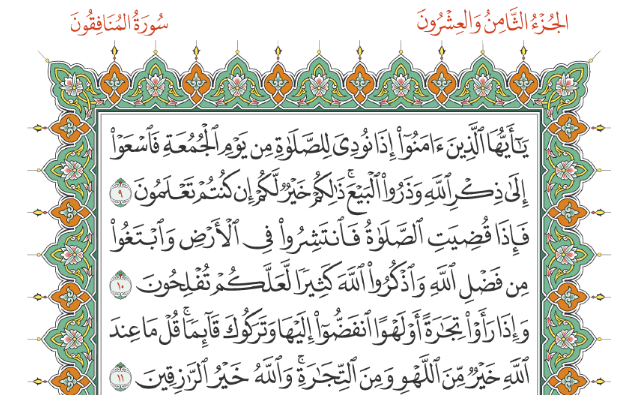 الجُزْءُ الثَّامِنُ وَالعِشْرُونَ
سُورَةُ المُنَافِقُونَ
يَٰٓأَيُّهَا ٱلَّذِينَ ءَامَنُوٓا۟ إِذَا نُودِىَ لِلصَّلَوٰةِ مِن يَوْمِ ٱلْجُمُعَةِ فَٱسْعَوْا۟
إِلَىٰ ذِكْرِ ٱللَّهِ وَذَرُوا۟ ٱلْبَيْعَ ۚ ذَٰلِكُمْ خَيْرٌ لَّكُمْ إِن كُنتُمْ تَعْلَمُونَ ٩
فَإِذَا قُضِيَتِ ٱلصَّلَوٰةُ فَٱنتَشِرُوا۟ فِى ٱلْأَرْضِ وَٱبْتَغُوا۟
مِن فَضْلِ ٱللَّهِ وَٱذْكُرُوا۟ ٱللَّهَ كَثِيرًا لَّعَلَّكُمْ تُفْلِحُونَ ١٠
وَإِذَا رَأَوْا۟ تِجَٰرَةً أَوْ لَهْوًا ٱنفَضُّوٓا۟ إِلَيْهَا وَتَرَكُوكَ قَآئِمًا ۚ قُلْ مَا عِندَ
ٱللَّهِ خَيْرٌ مِّنَ ٱللَّهْوِ وَمِنَ ٱلتِّجَٰرَةِ ۚ وَٱللَّهُ خَيْرُ ٱلرَّٰزِقِينَ ١١